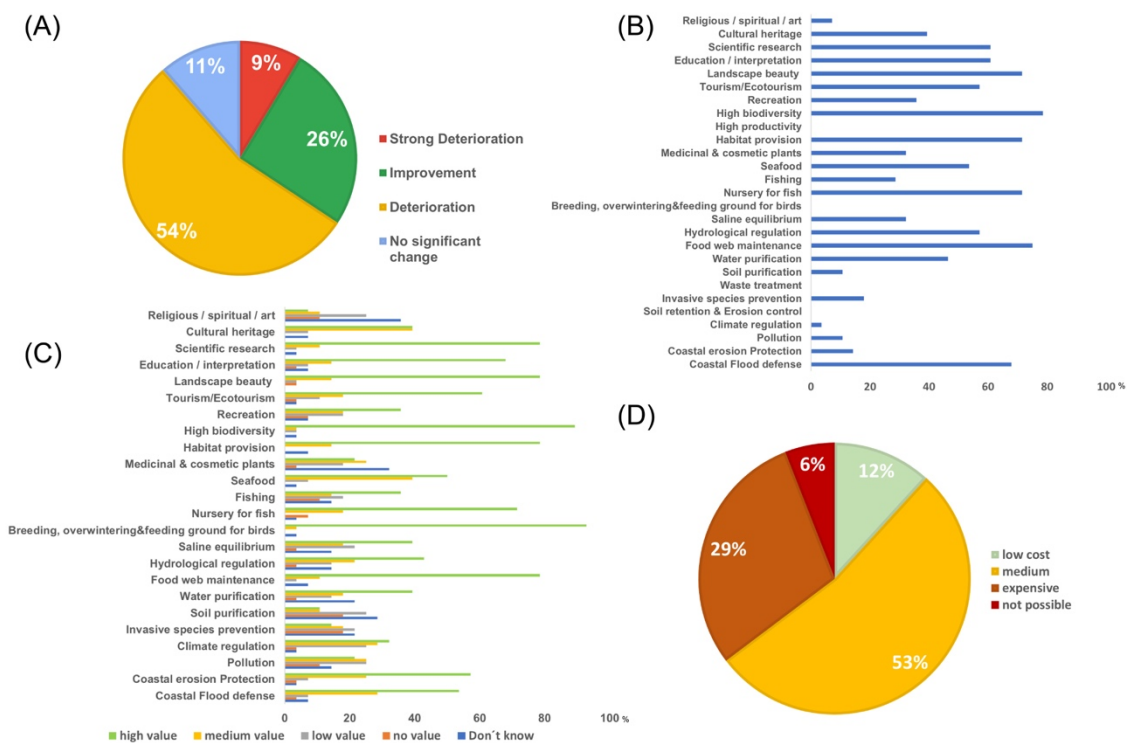 (A)
9%
26%
54%
11%
Strong Deterioration
Improvement
Deterioration
No significant
change
(B)
Religious / spiritual / art
Cultural heritage
Scientific research
Education / interpretation
Landscape beauty
Tourism/Ecotourism
Recreation
High biodiversity
High productivity
Habitat provision
Medicinal & cosmetic plants
Seafood
Fishing
Nursery for fish
Breeding, overwintering&feeding ground for birds
Saline equilibrium
Hydrological regulation
Food web maintenance
Water purification
Soil purification
Waste treatment
Invasive species prevention
Soil retention & Erosion control
Climate regulation
Pollution
Coastal erosion Protection
Coastal Flood defense
0 20 40 60 80 100 %
(C)
Religious / spiritual / art
Cultural heritage
Scientific research
Education / interpretation
Landscape beauty
Tourism/Ecotourism
Recreation
High biodiversity
Habitat provision
Medicinal & cosmetic plants
Seafood
Fishing
Nursery for fish
Breeding, overwintering&feeding ground for birds
Saline equilibrium
Hydrological regulation
Food web maintenance
Water purification
Soil purification
Invasive species prevention
Climate regulation
Pollution
Coastal erosion Protection
Coastal Flood defense
0 20 40 60 80 100 %
high value medium value low value no value Don´t know
(D)
6%
12%
29%
53%
low cost
medium
expensive
not possible